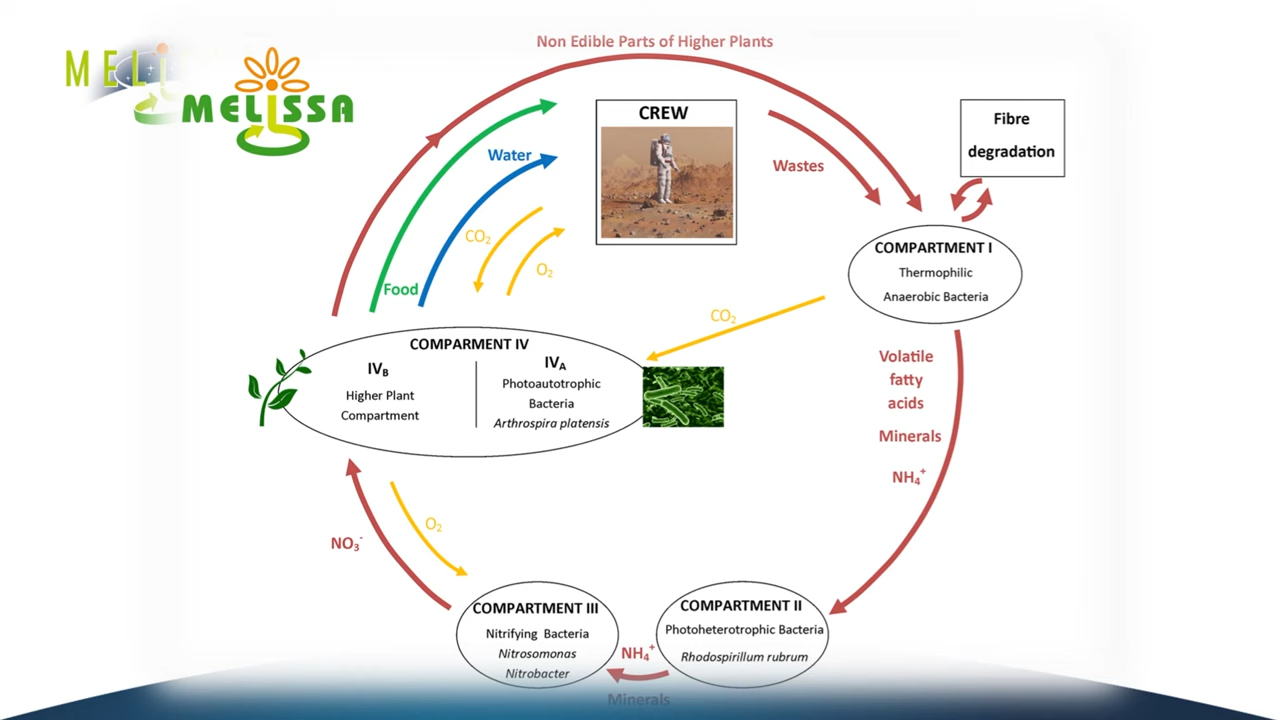 Non Edible Parts of Higher Plants
MELi
MELiSSA
CREW
Fibre
degradation
Water
Wastes
CO2
O2
Food
COMPARTMENT I
Thermophilic
Anaerobic Bacteria
CO2
COMPARMENT IV
IVB
Higher Plant
Compartment
IVA
Photoautotrophic
Bacteria
Arthrospira platensis
Volatile
fatty
acids
Minerals
NH4+
O2
NO3-
COMPARTMENT III
Nitrifying Bacteria
Nitrosomonas
Nitrobacter
COMPARTMENT II
Photoheterotrophic Bacteria
Rhodospirillum rubrum
NH4+
Minerals